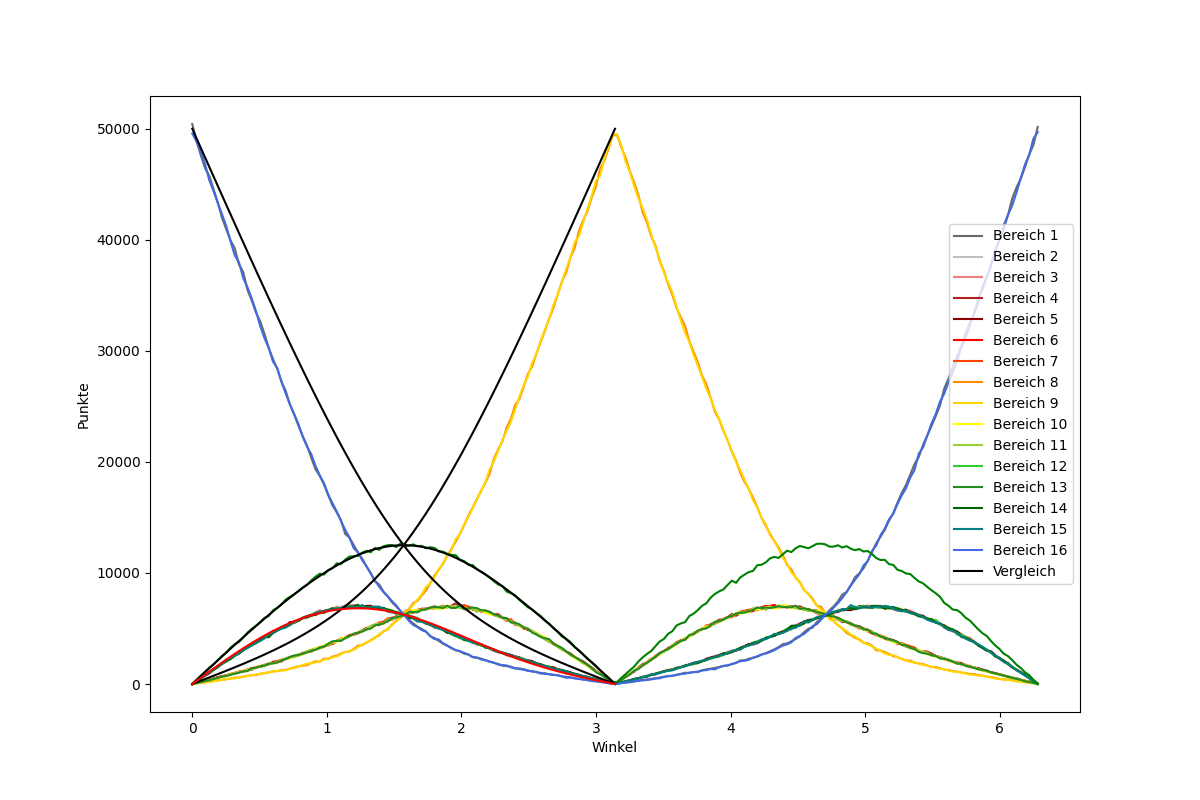 50000
40000
30000
20000
10000
0
Punkte
0 1 2 3 4 5 6
Winkel
Bereich 1
Bereich 2
Bereich 3
Bereich 4
Bereich 5
Bereich 6
Bereich 7
Bereich 8
Bereich 9
Bereich 10
Bereich 11
Bereich 12
Bereich 13
Bereich 14
Bereich 15
Bereich 16
Vergleich